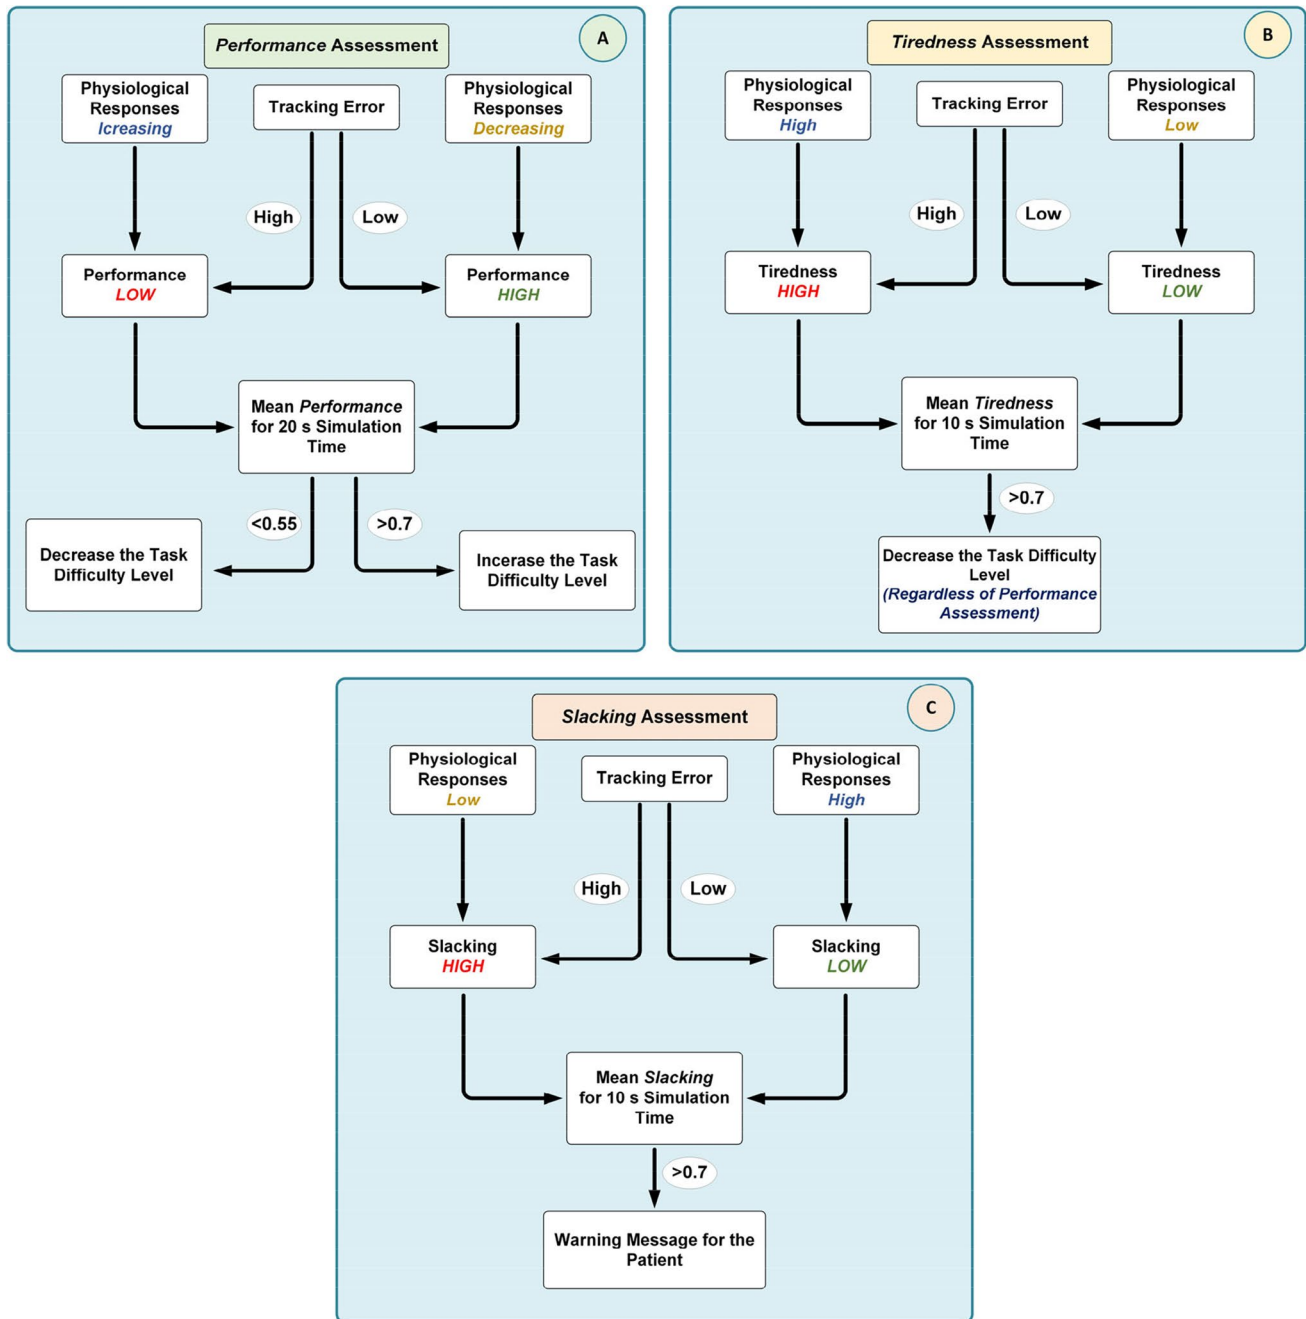 Performance Assessment
A
Physiological
Responses
Icreasing
Tracking Error
Physiological
Responses
Decreasing
High
Low
Performance
LOW
Performance
HIGH
Mean Performance
for 20 s Simulation
Time
<0.55
>0.7
Decrease the Task
Difficulty Level
Incerase the Task
Difficulty Level
Tiredness Assessment
B
Physiological
Responses
High
Tracking Error
Physiological
Responses
Low
High
Low
Tiredness
HIGH
Tiredness
LOW
Mean Tiredness
for 10 s Simulation
Time
>0.7
Decrease the Task Difficulty
Level
(Regardless of Performance
Assessment)
Slacking Assessment
C
Physiological
Responses
Low
Tracking Error
Physiological
Responses
High
High
Low
Slacking
HIGH
Slacking
LOW
Mean Slacking
for 10 s Simulation
Time
>0.7
Warning Message for the
Patient